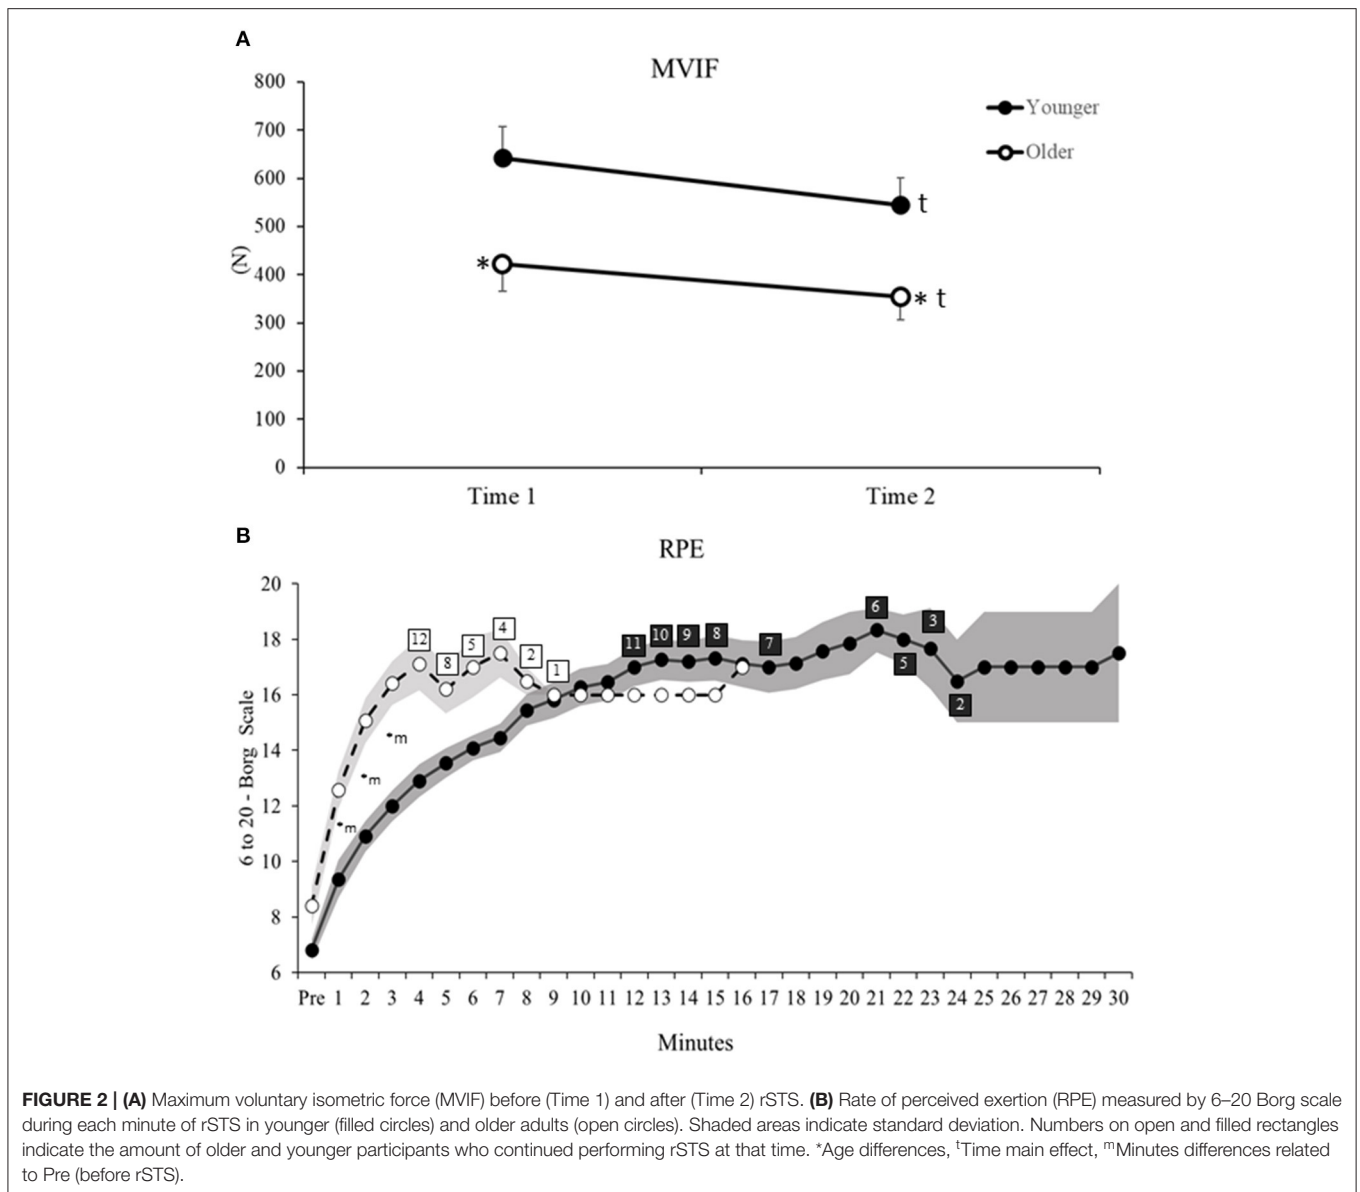 A
MVIF
800
700
600
500
400
300
200
100
0
(N)
Younger
Older
t
*
* t
Time 1
Time 2
B
RPE
20
18
16
14
12
10
8
6
6 to 20 - Borg Scale
12
8
5
4
2
1
11
10
9
8
7
6
5
3
2
*m
*m
*m
Pre 1 2 3 4 5 6 7 8 9 10 11 12 13 14 15 16 17 18 19 20 21 22 23 24 25 26 27 28 29 30
Minutes
FIGURE 2 | (A) Maximum voluntary isometric force (MVIF) before (Time 1) and after (Time 2) rSTS. (B) Rate of perceived exertion (RPE) measured by 6–20 Borg scale
during each minute of rSTS in younger (filled circles) and older adults (open circles). Shaded areas indicate standard deviation. Numbers on open and filled rectangles
indicate the amount of older and younger participants who continued performing rSTS at that time. *Age differences, ᵗTime main effect, ᵐMinutes differences related
to Pre (before rSTS).